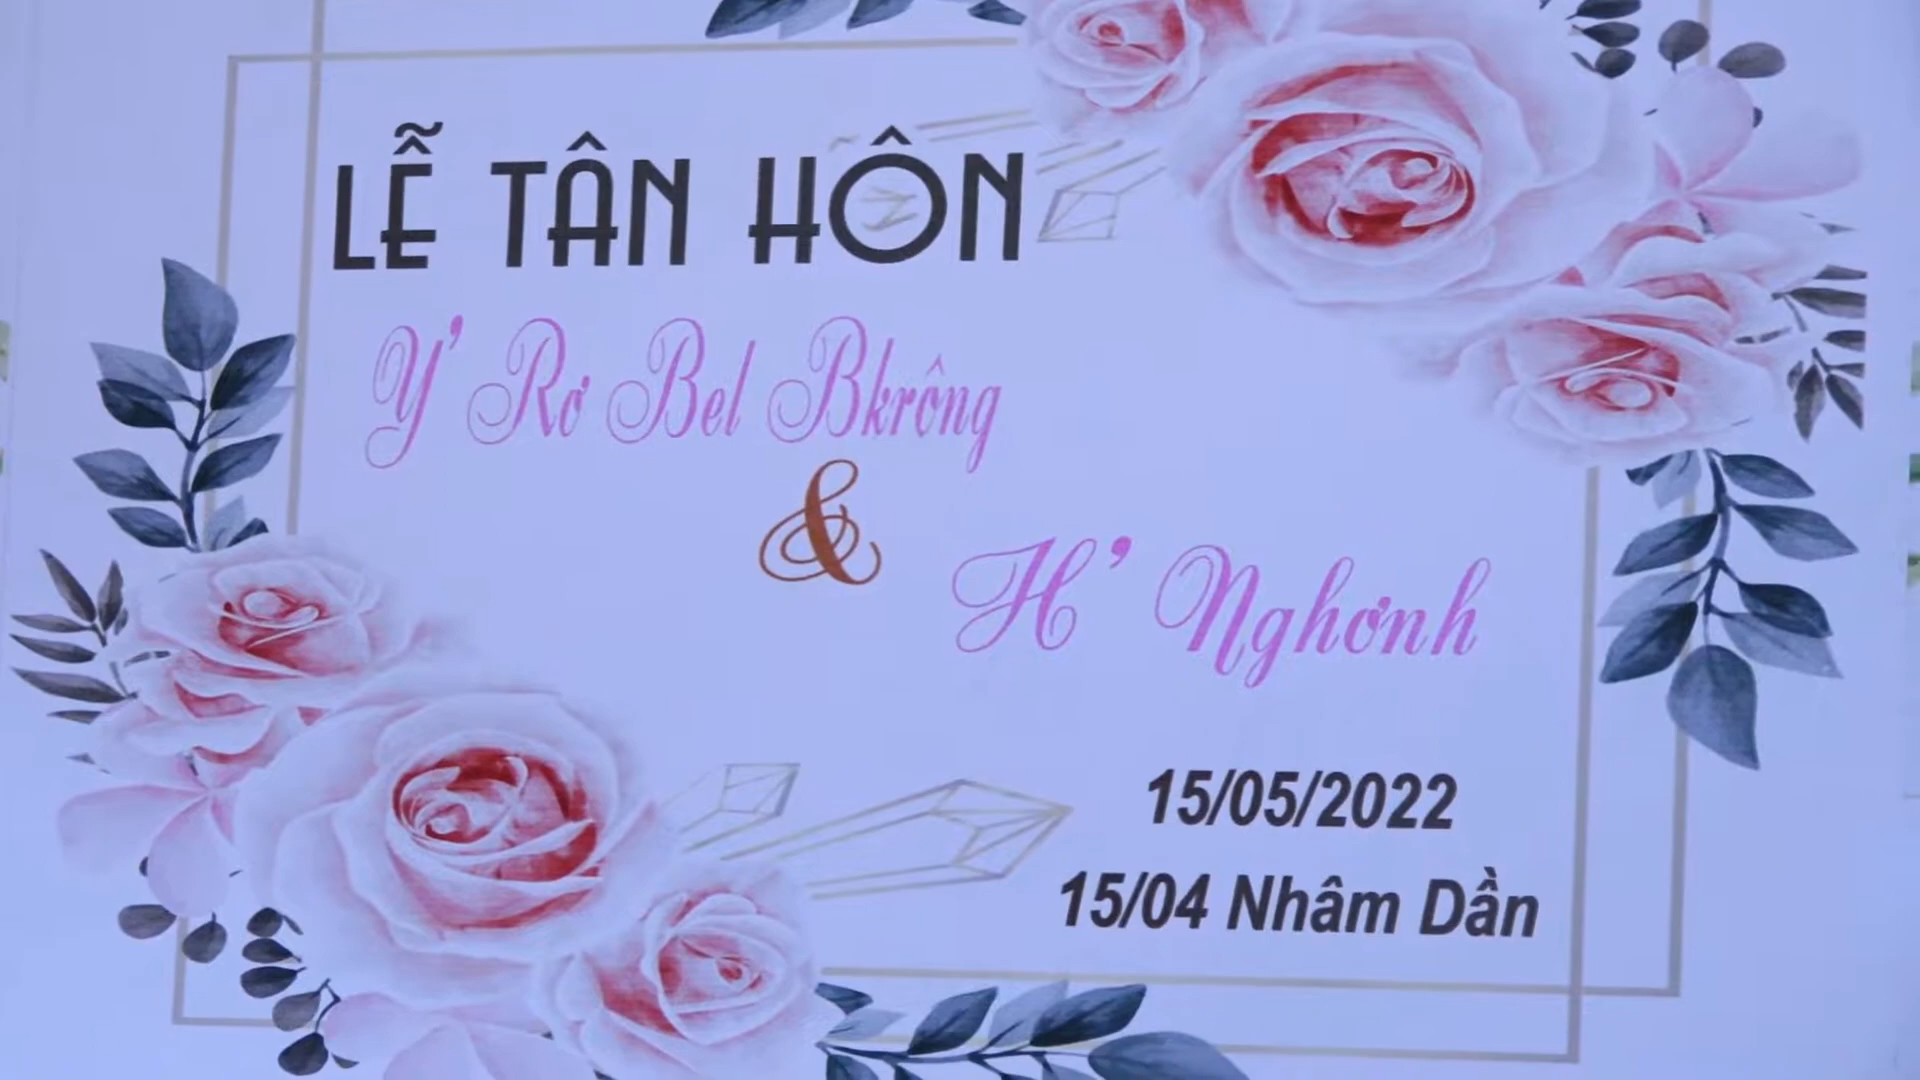 LỄ TÂN HÔN
Y' Rơ Bel Bkrông
&
H' Nghơnh
15/05/2022
15/04 Nhâm Dần